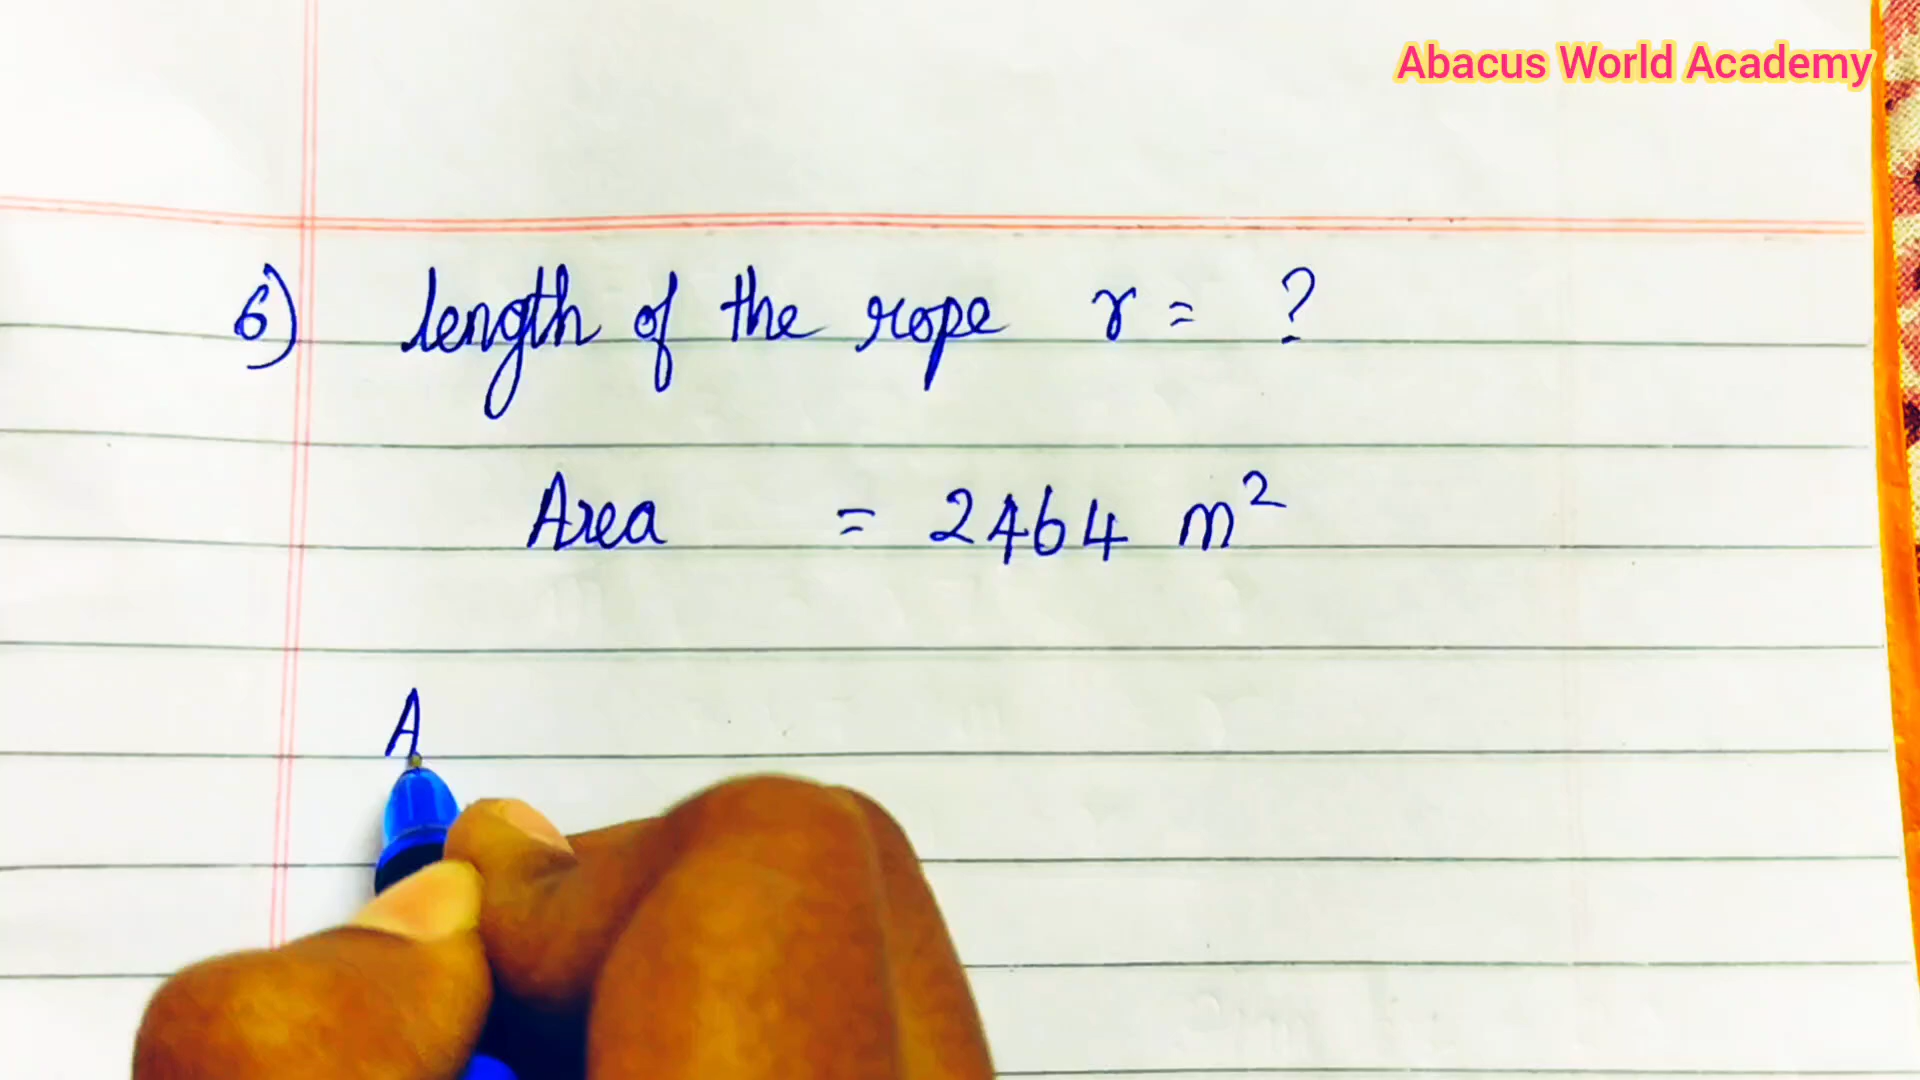 Abacus World Academy
6) length of the rope r = ?
Area = 2464 m²
A